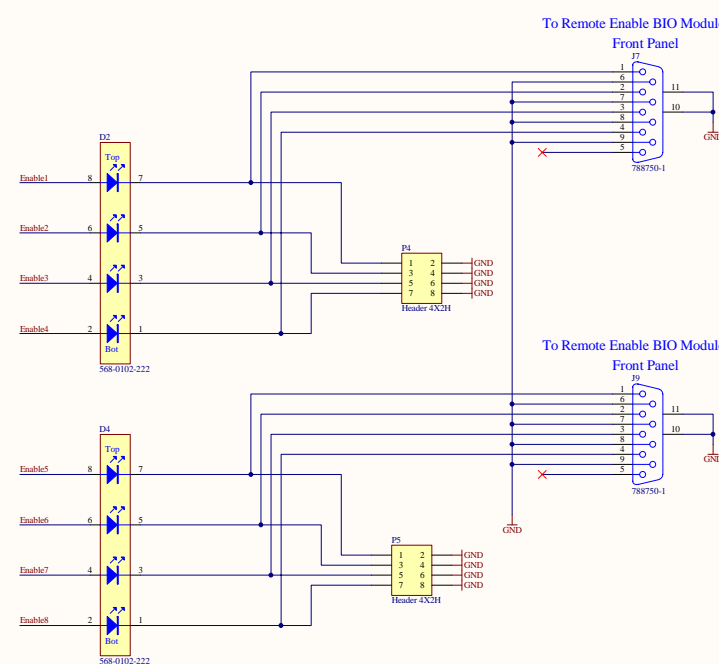 To Remote Enable BIO Modul
Front Panel
J7
1
6
2
7
3
8
4
9
5
11
10
GND
788750-1
D2
Top
Enable1 8 7
Enable2 6 5
Enable3 4 3
Enable4 2 1
Bot
568-0102-222
P4
1 2 GND
3 4 GND
5 6 GND
7 8 GND
Header 4X2H
To Remote Enable BIO Modul
Front Panel
J9
1
6
2
7
3
8
4
9
5
11
10
GND
788750-1
GND
D4
Top
Enable5 8 7
Enable6 6 5
Enable7 4 3
Enable8 2 1
Bot
568-0102-222
P5
1 2 GND
3 4 GND
5 6 GND
7 8 GND
Header 4X2H